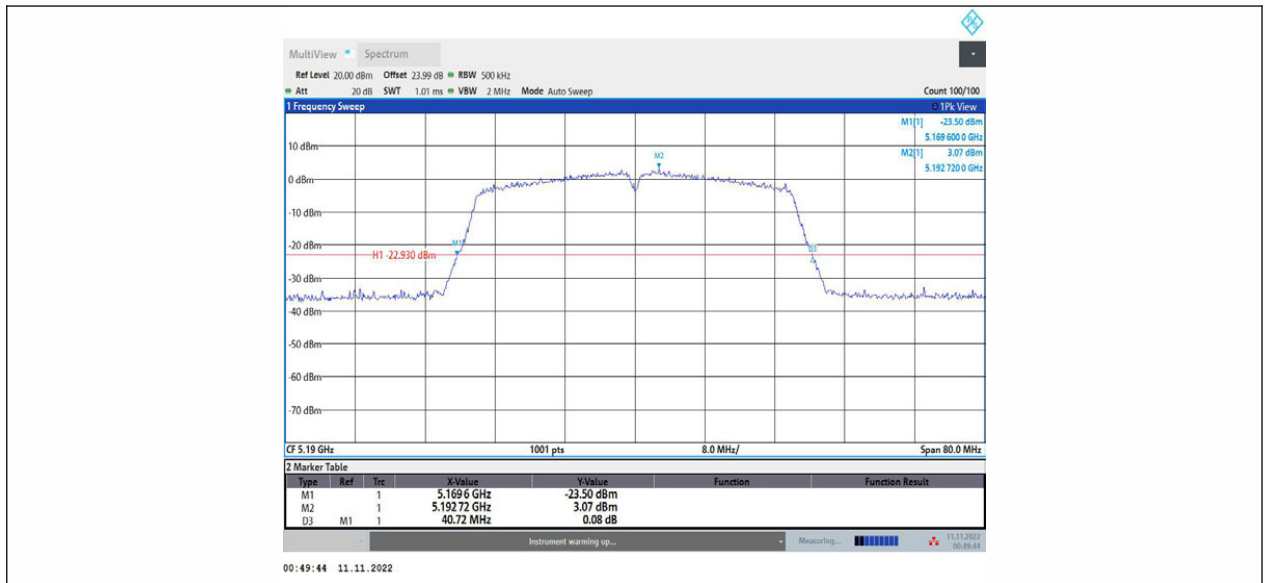 MultiView Spectrum
Ref Level 20.00 dBm Offset 23.99 dB RBW 500 kHz
Att 20 dB SWT 1.01 ms VBW 2 MHz Mode Auto Sweep Count 100/100
1 Frequency Sweep 1Pk View
M1[1] -23.50 dBm
5.169 600 0 GHz
M2[1] 3.07 dBm
5.192 720 0 GHz
10 dBm
M2
0 dBm
-10 dBm
-20 dBm
M1
D3
H1 -22.930 dBm
-30 dBm
-40 dBm
-50 dBm
-60 dBm
-70 dBm
CF 5.19 GHz 1001 pts 8.0 MHz/ Span 80.0 MHz
2 Marker Table
Type Ref Trc X-Value Y-Value Function Function Result
M1 1 5.169 6 GHz -23.50 dBm
M2 1 5.192 72 GHz 3.07 dBm
D3 M1 1 40.72 MHz 0.08 dB
Instrument warming up... Measuring... 11.11.2022
00:49:44
00:49:44 11.11.2022